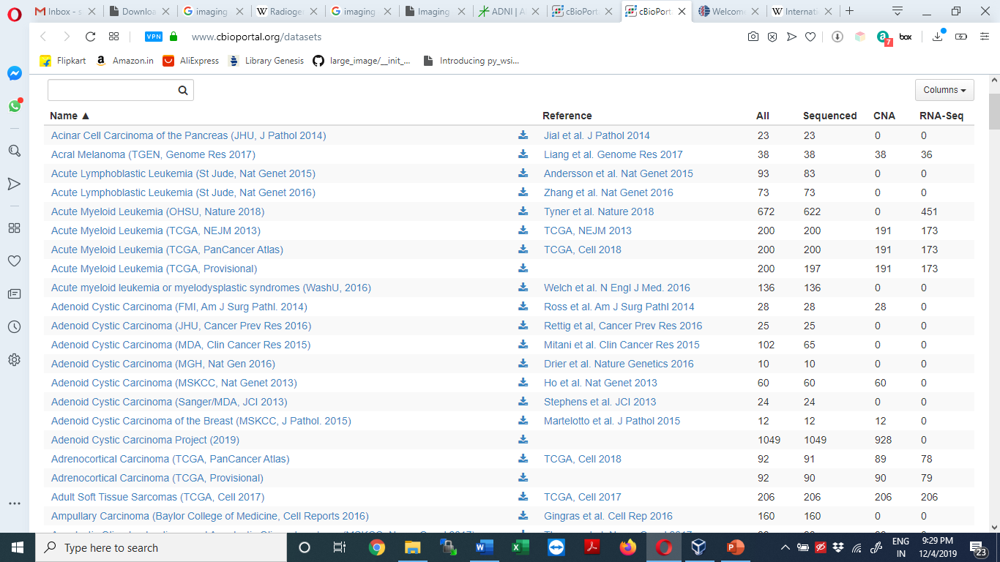 Inbox - s
Downloa
imaging
Radioge
imaging
Imaging
ADNI | A
cBioPort
cBioPort
Welcome
Internati
VPN
www.cbioportal.org/datasets
7
box
Flipkart
Amazon.in
AliExpress
Library Genesis
large_image/__init_...
Introducing py_wsi...
Columns
Name ▲ Reference All Sequenced CNA RNA-Seq
Acinar Cell Carcinoma of the Pancreas (JHU, J Pathol 2014) Jial et al. J Pathol 2014 23 23 0 0
Acral Melanoma (TGEN, Genome Res 2017) Liang et al. Genome Res 2017 38 38 38 36
Acute Lymphoblastic Leukemia (St Jude, Nat Genet 2015) Andersson et al. Nat Genet 2015 93 83 0 0
Acute Lymphoblastic Leukemia (St Jude, Nat Genet 2016) Zhang et al. Nat Genet 2016 73 73 0 0
Acute Myeloid Leukemia (OHSU, Nature 2018) Tyner et al. Nature 2018 672 622 0 451
Acute Myeloid Leukemia (TCGA, NEJM 2013) TCGA, NEJM 2013 200 200 191 173
Acute Myeloid Leukemia (TCGA, PanCancer Atlas) TCGA, Cell 2018 200 200 191 173
Acute Myeloid Leukemia (TCGA, Provisional) 200 197 191 173
Acute myeloid leukemia or myelodysplastic syndromes (WashU, 2016) Welch et al. N Engl J Med. 2016 136 136 0 0
Adenoid Cystic Carcinoma (FMI, Am J Surg Pathl. 2014) Ross et al. Am J Surg Pathl 2014 28 28 28 0
Adenoid Cystic Carcinoma (JHU, Cancer Prev Res 2016) Rettig et al, Cancer Prev Res 2016 25 25 0 0
Adenoid Cystic Carcinoma (MDA, Clin Cancer Res 2015) Mitani et al. Clin Cancer Res 2015 102 65 0 0
Adenoid Cystic Carcinoma (MGH, Nat Gen 2016) Drier et al. Nature Genetics 2016 10 10 0 0
Adenoid Cystic Carcinoma (MSKCC, Nat Genet 2013) Ho et al. Nat Genet 2013 60 60 60 0
Adenoid Cystic Carcinoma (Sanger/MDA, JCI 2013) Stephens et al. JCI 2013 24 24 0 0
Adenoid Cystic Carcinoma of the Breast (MSKCC, J Pathol. 2015) Martelotto et al. J Pathol 2015 12 12 12 0
Adenoid Cystic Carcinoma Project (2019) 1049 1049 928 0
Adrenocortical Carcinoma (TCGA, PanCancer Atlas) TCGA, Cell 2018 92 91 89 78
Adrenocortical Carcinoma (TCGA, Provisional) 92 90 90 79
Adult Soft Tissue Sarcomas (TCGA, Cell 2017) TCGA, Cell 2017 206 206 206 206
Ampullary Carcinoma (Baylor College of Medicine, Cell Reports 2016) Gingras et al. Cell Rep 2016 160 160 0 0
Type here to search
ENG
IN
9:29 PM
12/4/2019
23